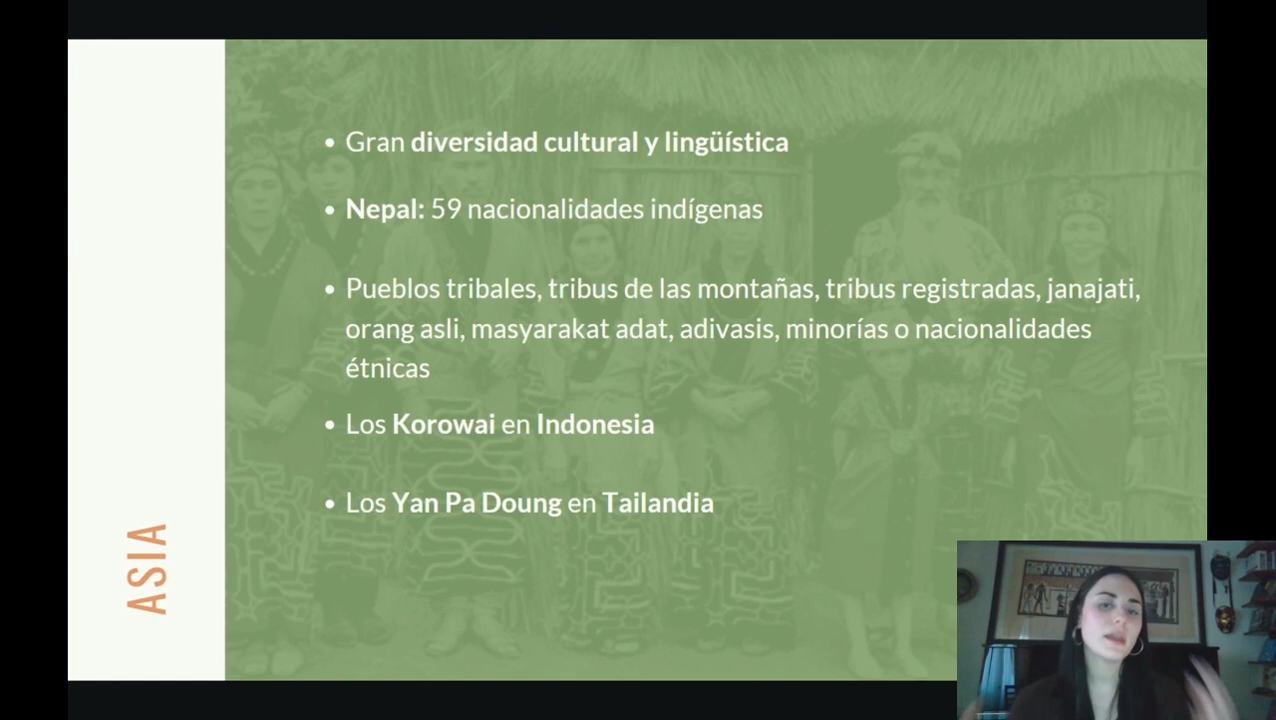 Gran diversidad cultural y lingüística
Nepal: 59 nacionalidades indígenas
Pueblos tribales, tribus de las montañas, tribus registradas, janajati,
orang asli, masyarakat adat, adivasis, minorías o nacionalidades
étnicas
Los Korowai en Indonesia
Los Yan Pa Doung en Tailandia
ASIA